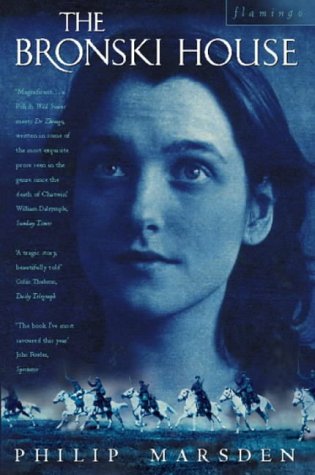 flamingo
THE
BRONSKI HOUSE
'Magnificent...a
Polish Wild Swans
meets Dr Zhivago,
written in some of
the most exquisite
prose seen in the
genre since the
death of Chatwin'
William Dalrymple,
Sunday Times
'A tragic story,
beautifully told'
Colin Thubron,
Daily Telegraph
'The book I've most
savoured this year'
John Fowles,
Spectator
PHILIP MARSDEN